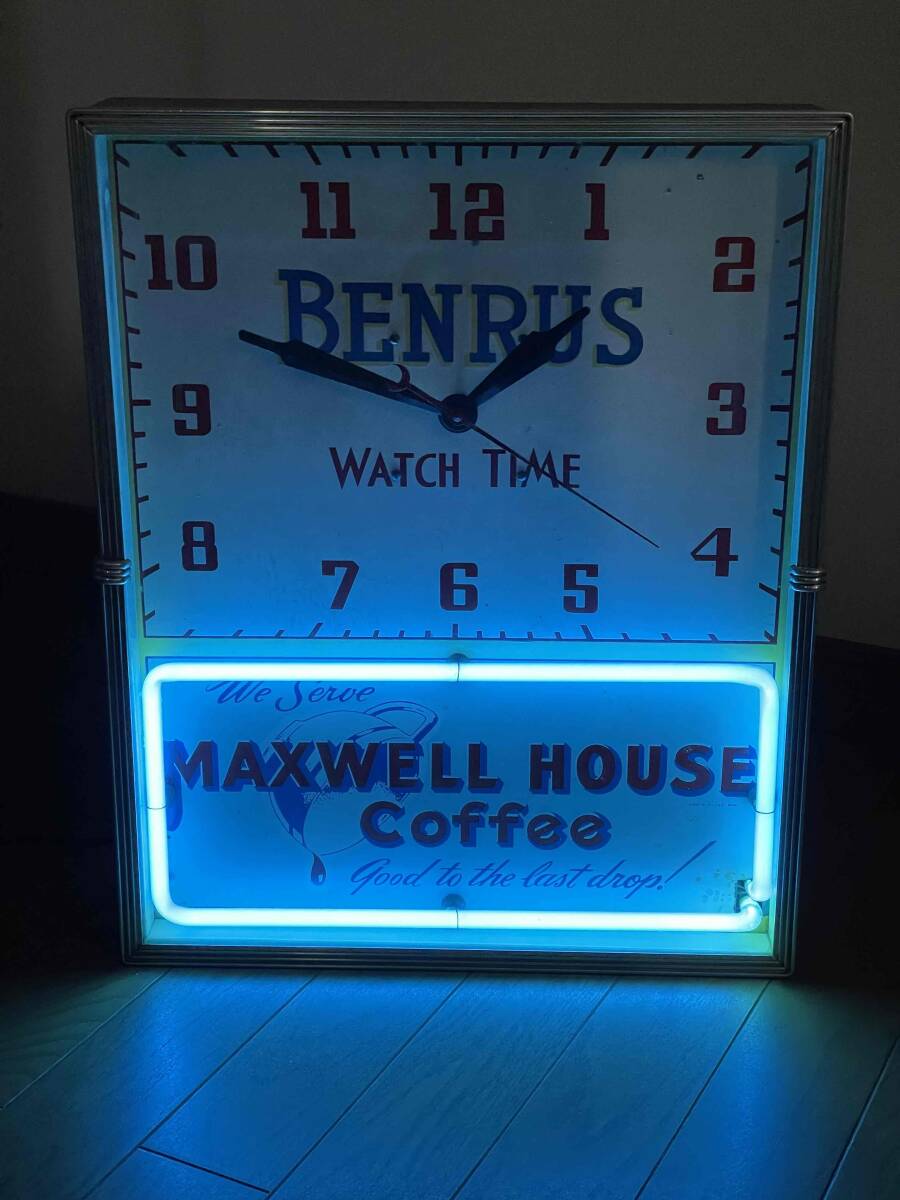 11 12 1
10 2
BENRUS
9 3
WATCH TIME
8 4
7 6 5
We Serve
MAXWELL HOUSE
Coffee
Good to the last drop!